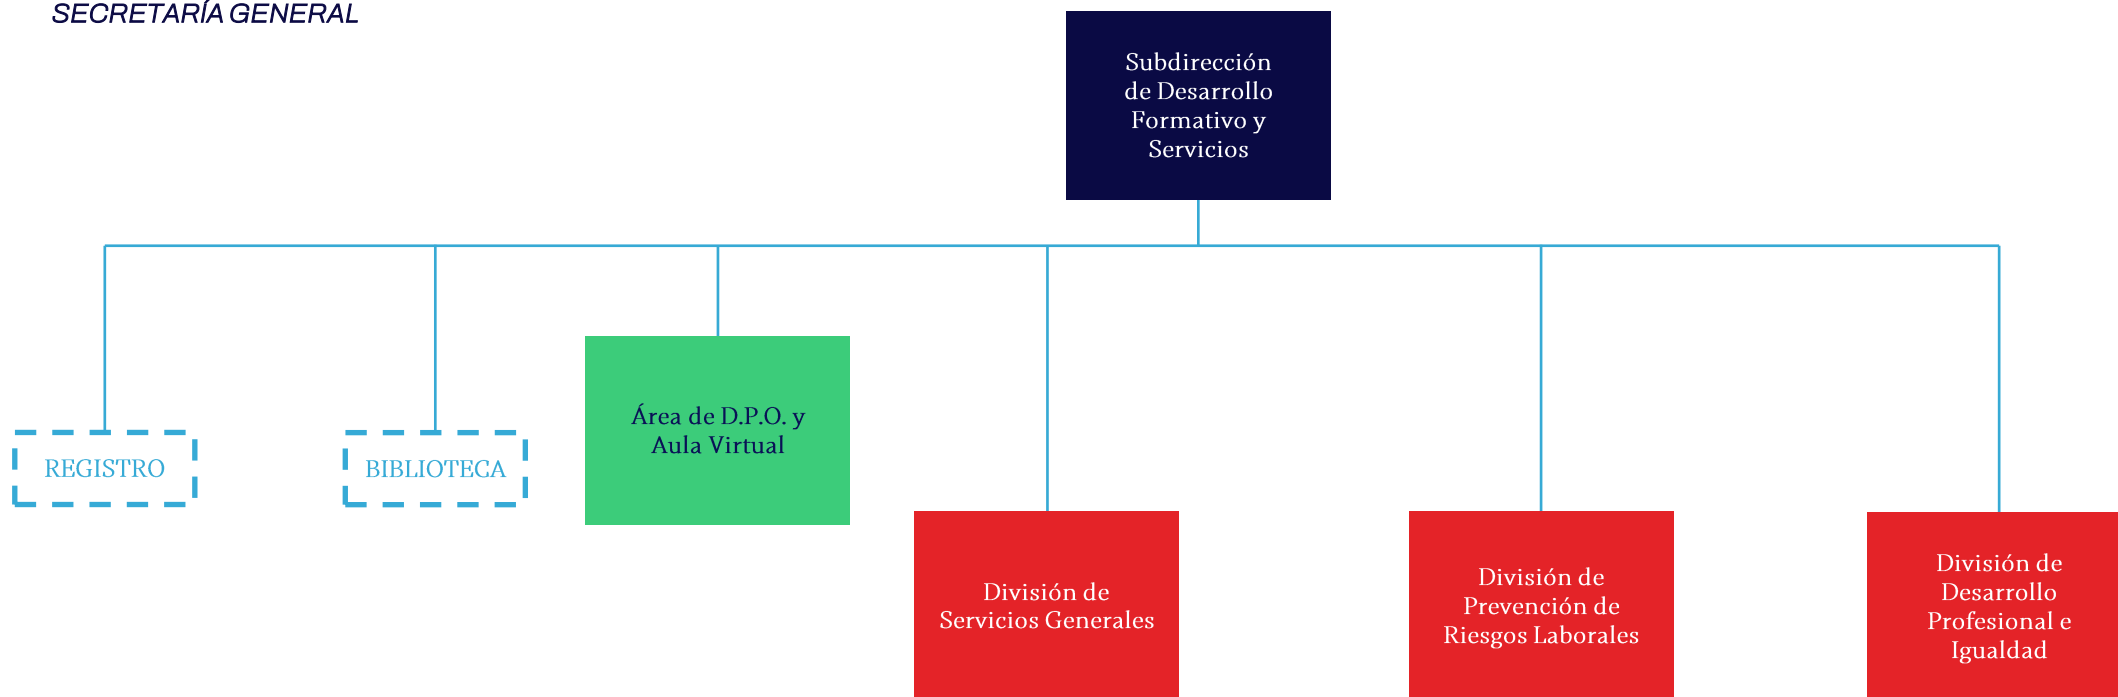 SECRETARÍA GENERAL
Subdirección
de Desarrollo
Formativo y
Servicios
REGISTRO
BIBLIOTECA
Área de D.P.O. y
Aula Virtual
División de
Servicios Generales
División de
Prevención de
Riesgos Laborales
División de
Desarrollo
Profesional e
Igualdad